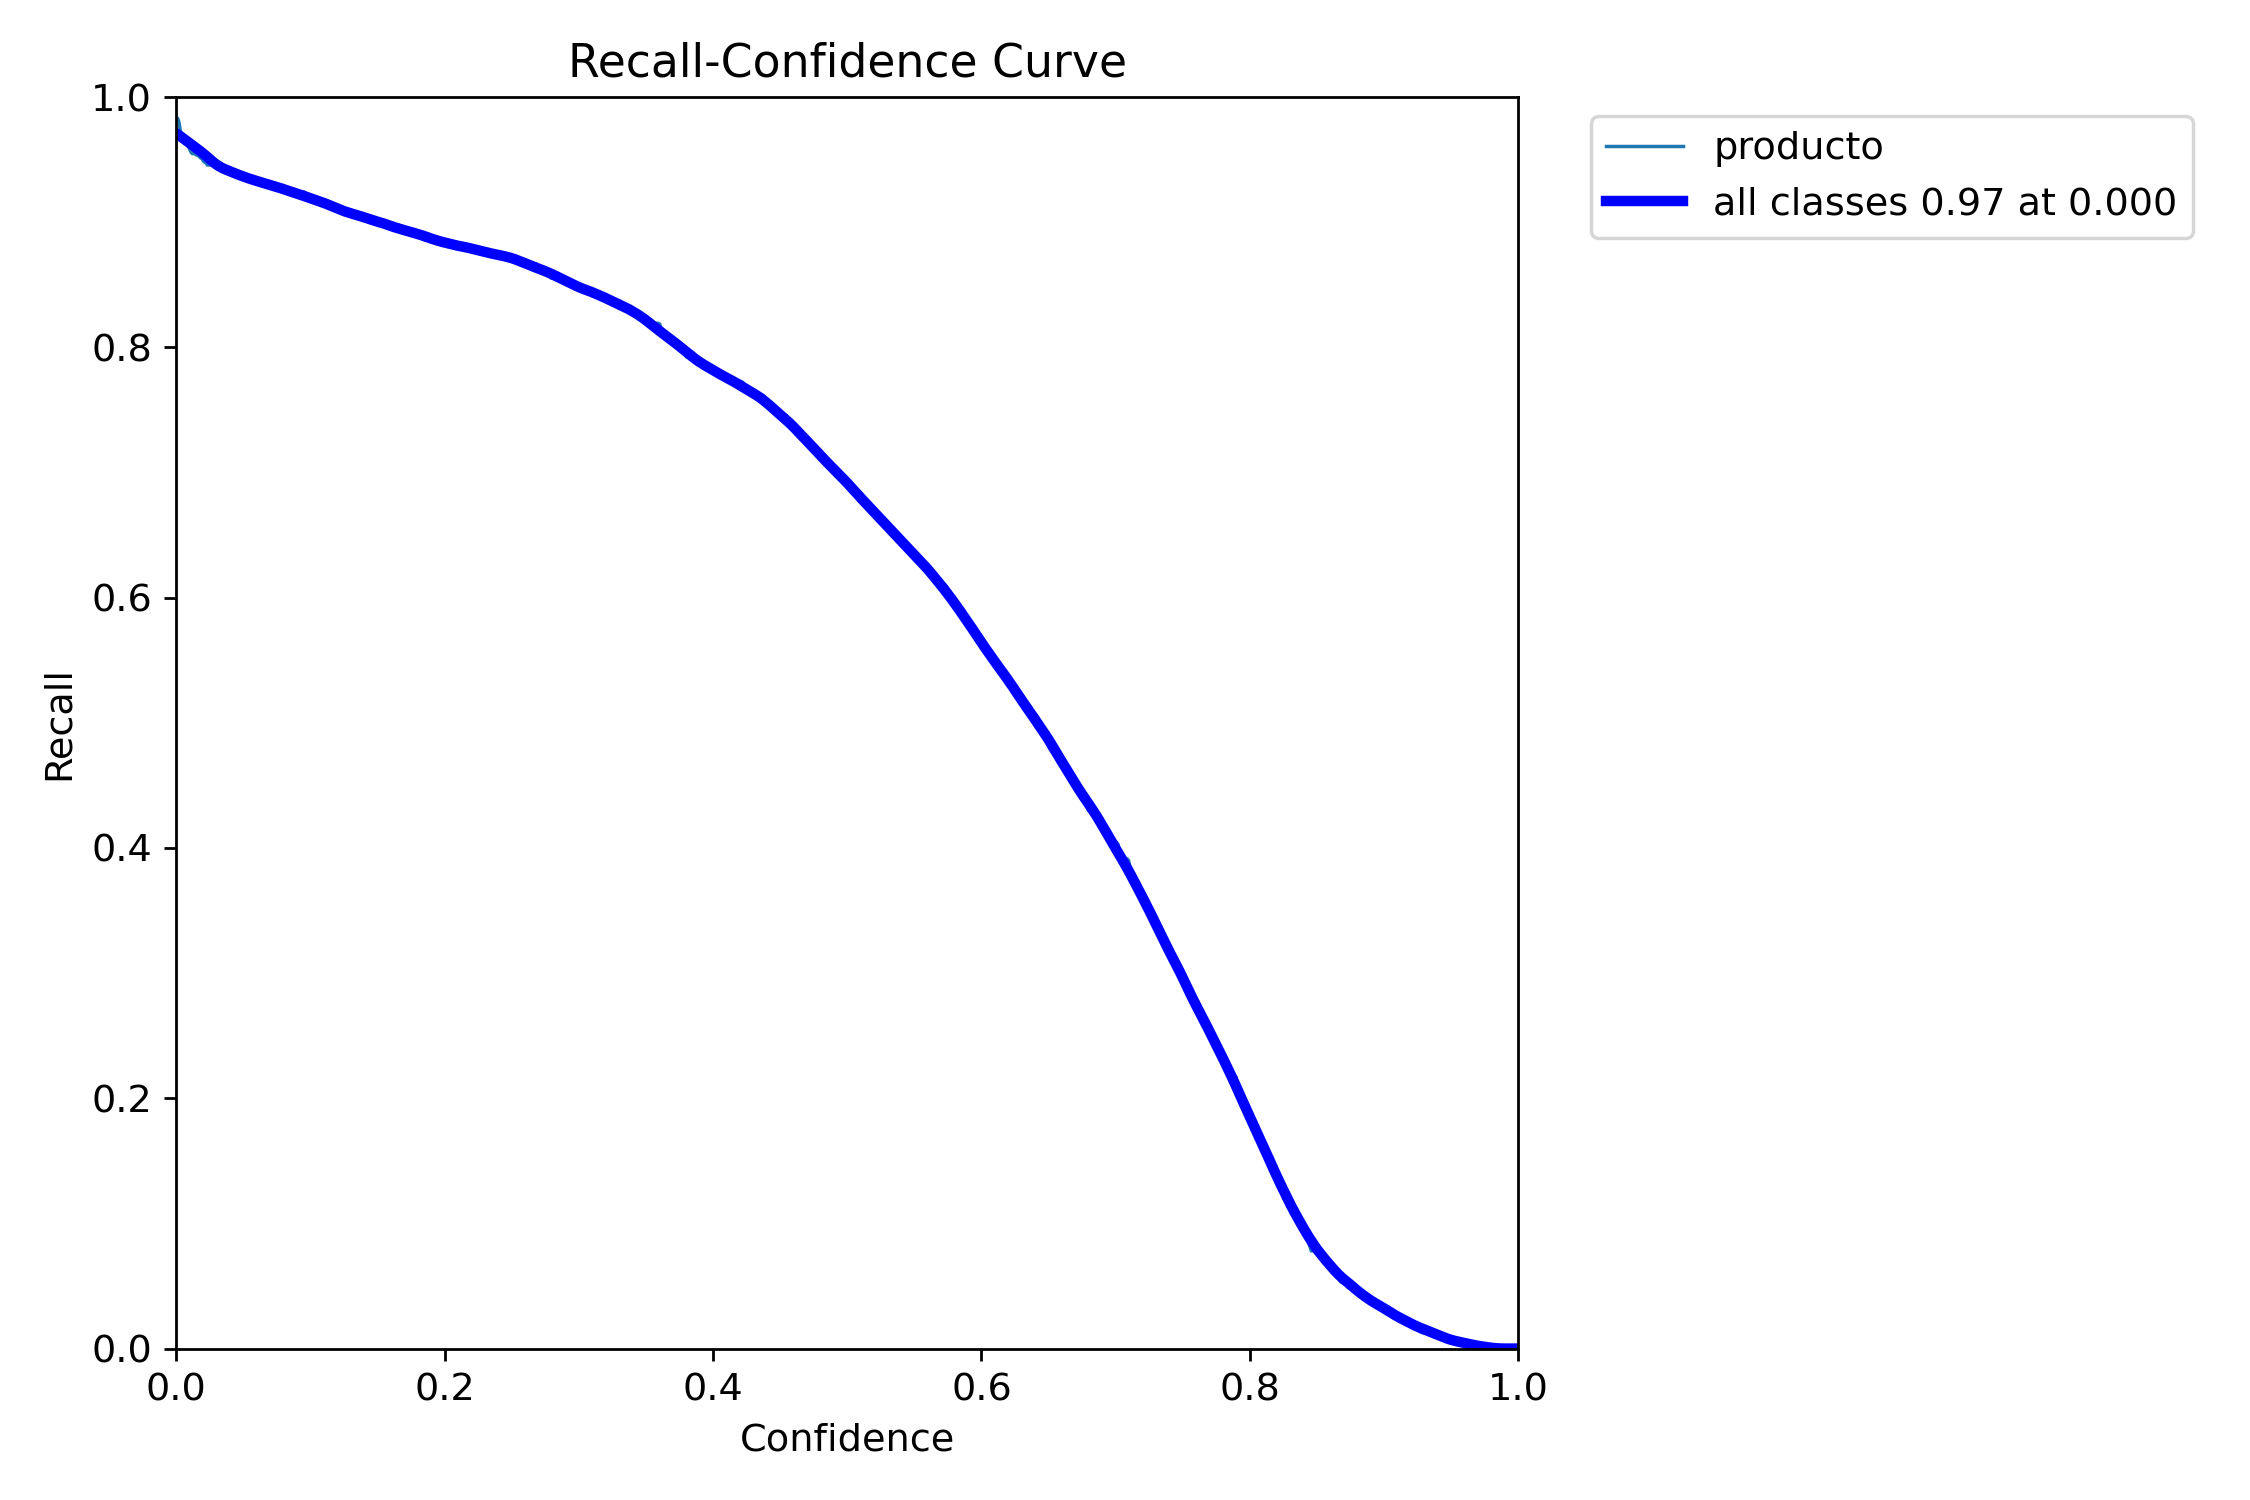 Recall-Confidence Curve
1.0
0.8
0.6
0.4
0.2
0.0
Recall
0.0 0.2 0.4 0.6 0.8 1.0
Confidence
producto
all classes 0.97 at 0.000